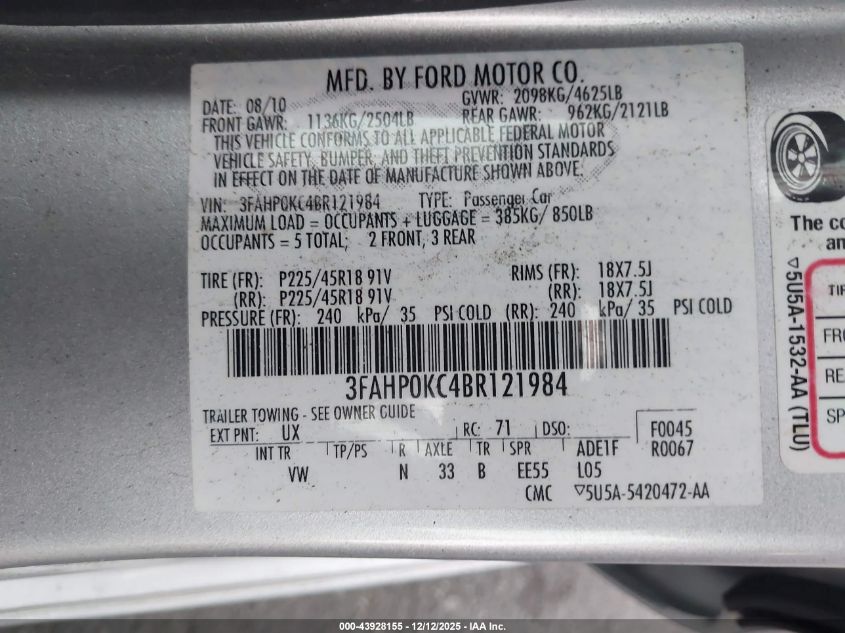 MFD. BY FORD MOTOR CO.
DATE: 08/10 GVWR: 2098KG/4625LB
FRONT GAWR: 1136KG/2504LB REAR GAWR: 962KG/2121LB
THIS VEHICLE CONFORMS TO ALL APPLICABLE FEDERAL MOTOR
VEHICLE SAFETY, BUMPER, AND THEFT PREVENTION STANDARDS
IN EFFECT ON THE DATE OF MANUFACTURE SHOWN ABOVE.
VIN: 3FAHP0KC4BR121984 TYPE: Passenger Car
MAXIMUM LOAD = OCCUPANTS + LUGGAGE = 385KG/850LB
OCCUPANTS = 5 TOTAL; 2 FRONT, 3 REAR
TIRE (FR): P225/45R18 91V RIMS (FR): 18X7.5J
(RR): P225/45R18 91V (RR): 18X7.5J
PRESSURE (FR): 240 kPa/ 35 PSI COLD (RR): 240 kPa/ 35 PSI COLD
3FAHP0KC4BR121984
TRAILER TOWING - SEE OWNER GUIDE
EXT PNT: UX RC: 71 DSO: F0045
INT TR TP/PS R AXLE TR SPR ADE1F R0067
VW N 33 B EE55 L05
CMC ▽5U5A-5420472-AA
The co
an
▽5U5A-1532-AA (TLU)
TIR
FRO
RE
SP
000-43928155 • 12/12/2025 • IAA Inc.